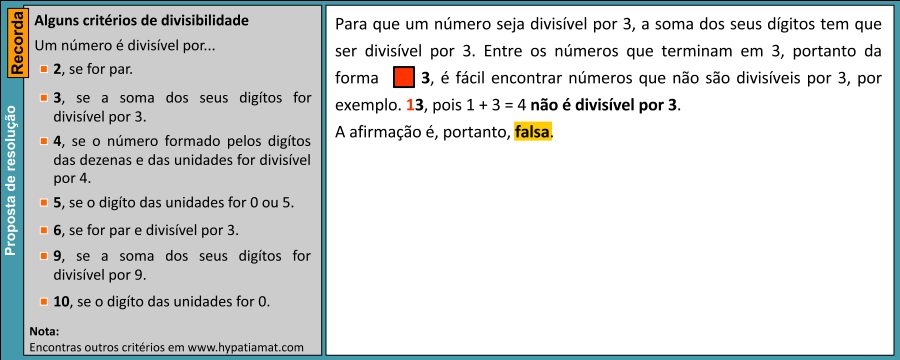 Recorda
Proposta de resolução
Alguns critérios de divisibilidade
Um número é divisível por...
2, se for par.
3, se a soma dos seus digítos for
divisível por 3.
4, se o número formado pelos digítos
das dezenas e das unidades for divisível
por 4.
5, se o digíto das unidades for 0 ou 5.
6, se for par e divisível por 3.
9, se a soma dos seus digítos for
divisível por 9.
10, se o digíto das unidades for 0.
Nota:
Encontras outros critérios em www.hypatiamat.com
Para que um número seja divisível por 3, a soma dos seus dígitos tem que
ser divisível por 3. Entre os números que terminam em 3, portanto da
forma 3, é fácil encontrar números que não são divisíveis por 3, por
exemplo. 13, pois 1 + 3 = 4 não é divisível por 3.
A afirmação é, portanto, falsa.